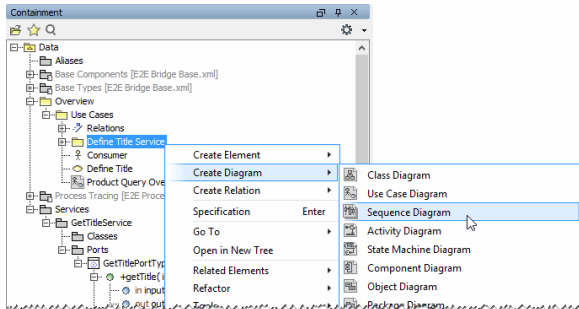 Containment
Data
Aliases
Base Components [E2E Bridge Base.xml]
Base Types [E2E Bridge Base.xml]
Overview
Use Cases
Relations
Define Title Service
Consumer
Define Title
Product Query Ove
Process Tracing [E2E Proce
Services
GetTitleService
Classes
Ports
GetTitlePortTyp
+getTitle( i
in input
out out
Create Element
Create Diagram
Create Relation
Specification Enter
Go To
Open in New Tree
Related Elements
Refactor
Tools
Class Diagram
Use Case Diagram
Sequence Diagram
Activity Diagram
State Machine Diagram
Component Diagram
Object Diagram
Package Diagram